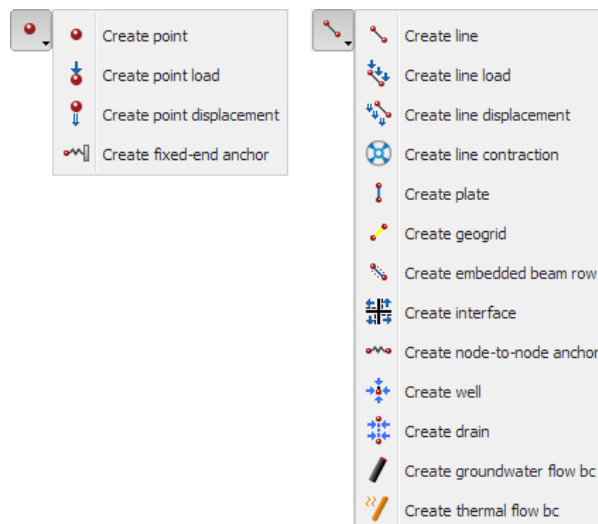 Create point
Create point load
Create point displacement
Create fixed-end anchor
Create line
Create line load
Create line displacement
Create line contraction
Create plate
Create geogrid
Create embedded beam row
Create interface
Create node-to-node anchor
Create well
Create drain
Create groundwater flow bc
Create thermal flow bc